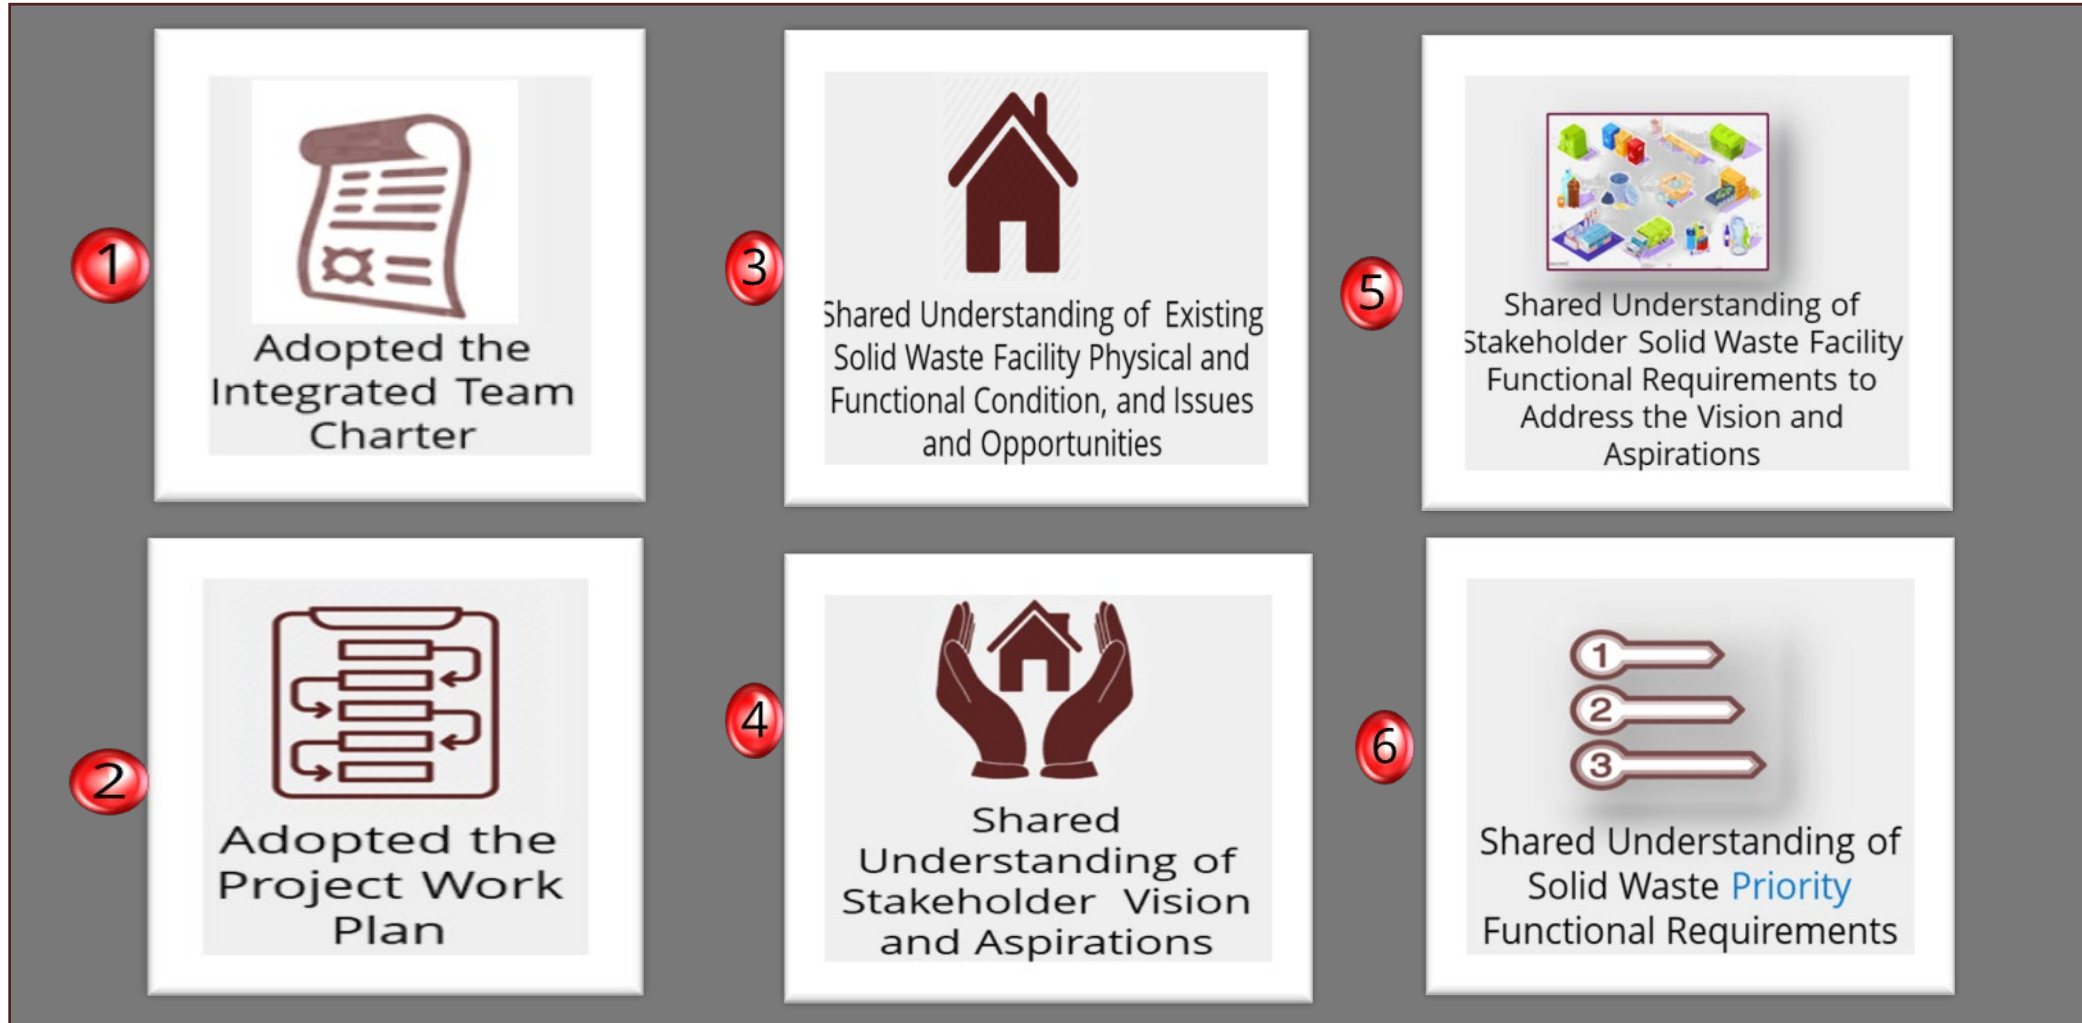 1
Adopted the
Integrated Team
Charter
2
Adopted the
Project Work
Plan
3
Shared Understanding of Existing
Solid Waste Facility Physical and
Functional Condition, and Issues
and Opportunities
4
Shared
Understanding of
Stakeholder Vision
and Aspirations
5
Shared Understanding of
Stakeholder Solid Waste Facility
Functional Requirements to
Address the Vision and
Aspirations
6
1
2
3
Shared Understanding of
Solid Waste Priority
Functional Requirements